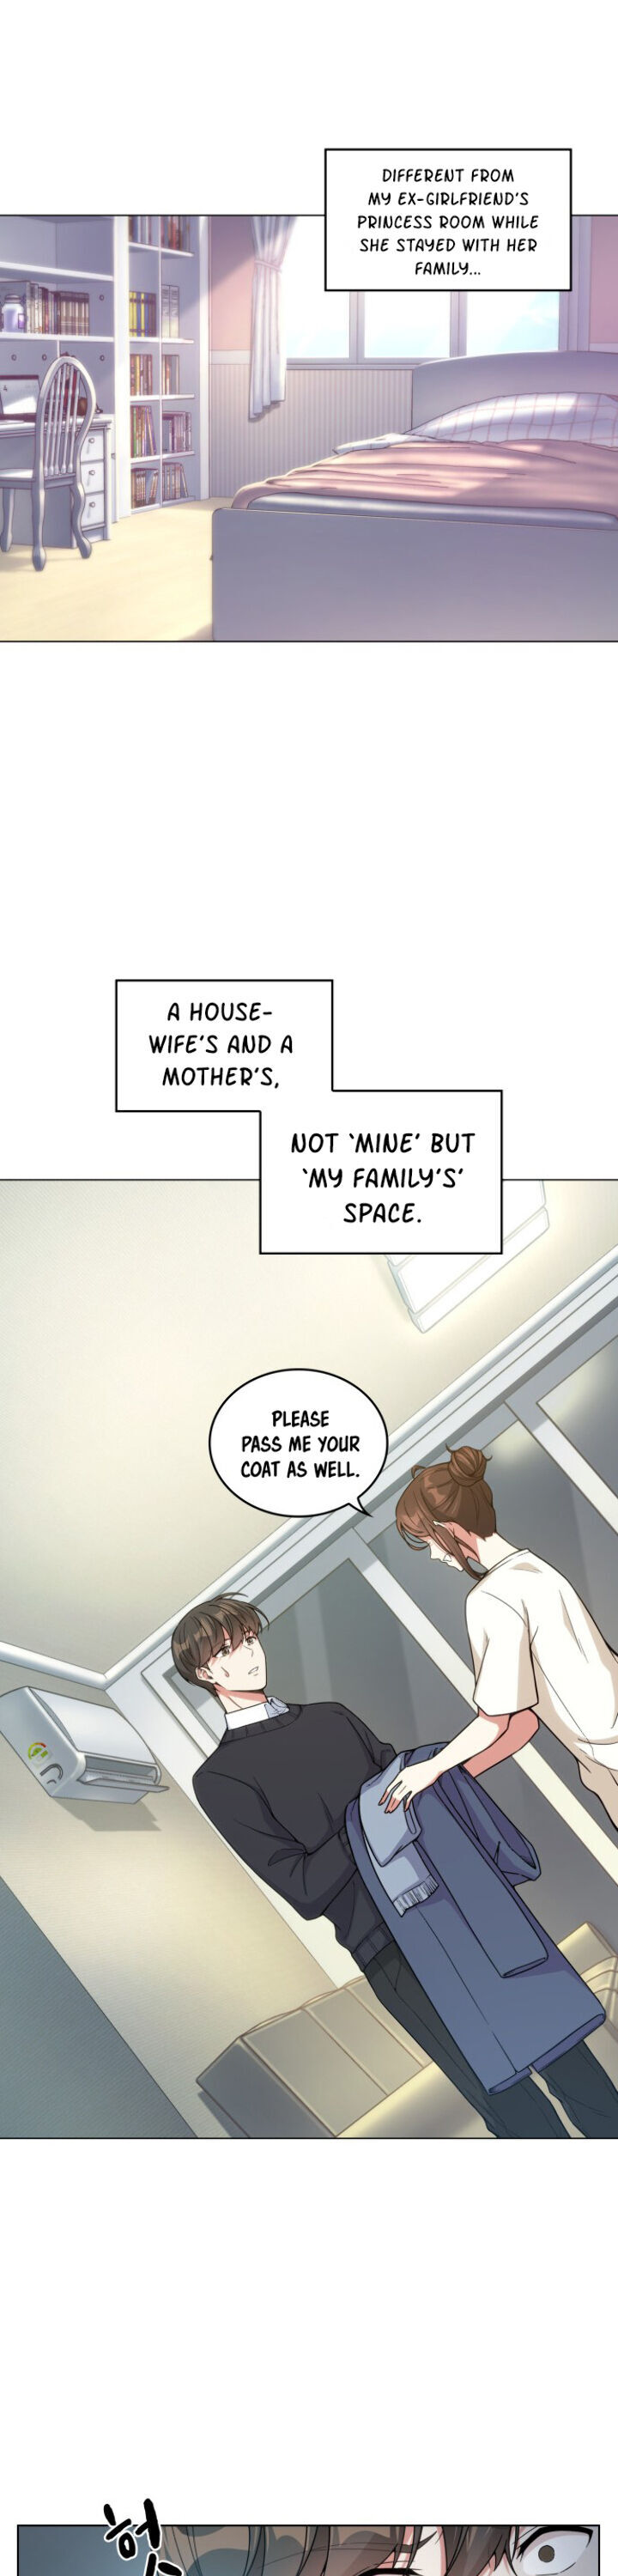 DIFFERENT FROM
MY EX-GIRLFRIEND'S
PRINCESS ROOM WHILE
SHE STAYED WITH HER
FAMILY...
A HOUSE-
WIFE'S AND A
MOTHER'S,
NOT 'MINE' BUT
'MY FAMILY'S'
SPACE.
PLEASE
PASS ME YOUR
COAT AS WELL.
허